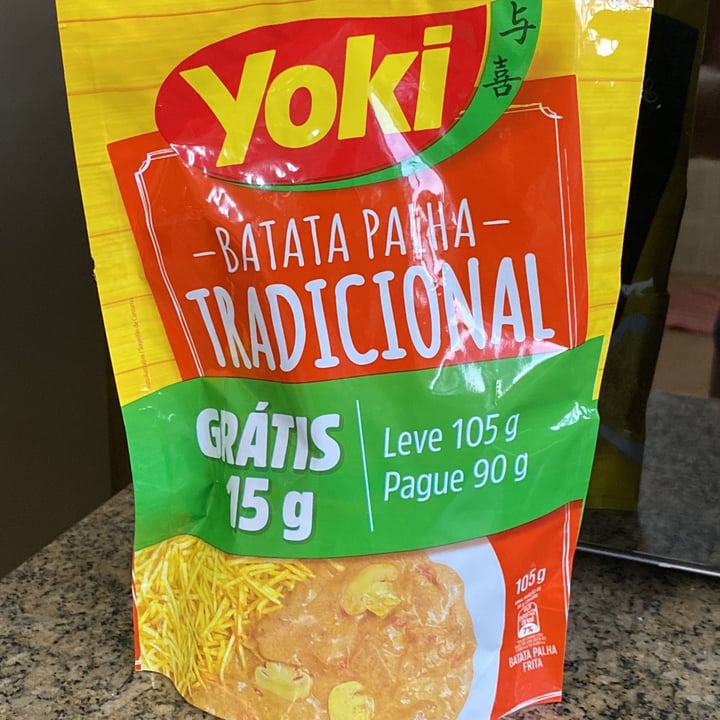 Yoki
与
喜
–BATATA PALHA–
TRADICIONAL
GRÁTIS
15 g
Leve 105 g
Pague 90 g
105 g
BATATA PALHA
FRITA